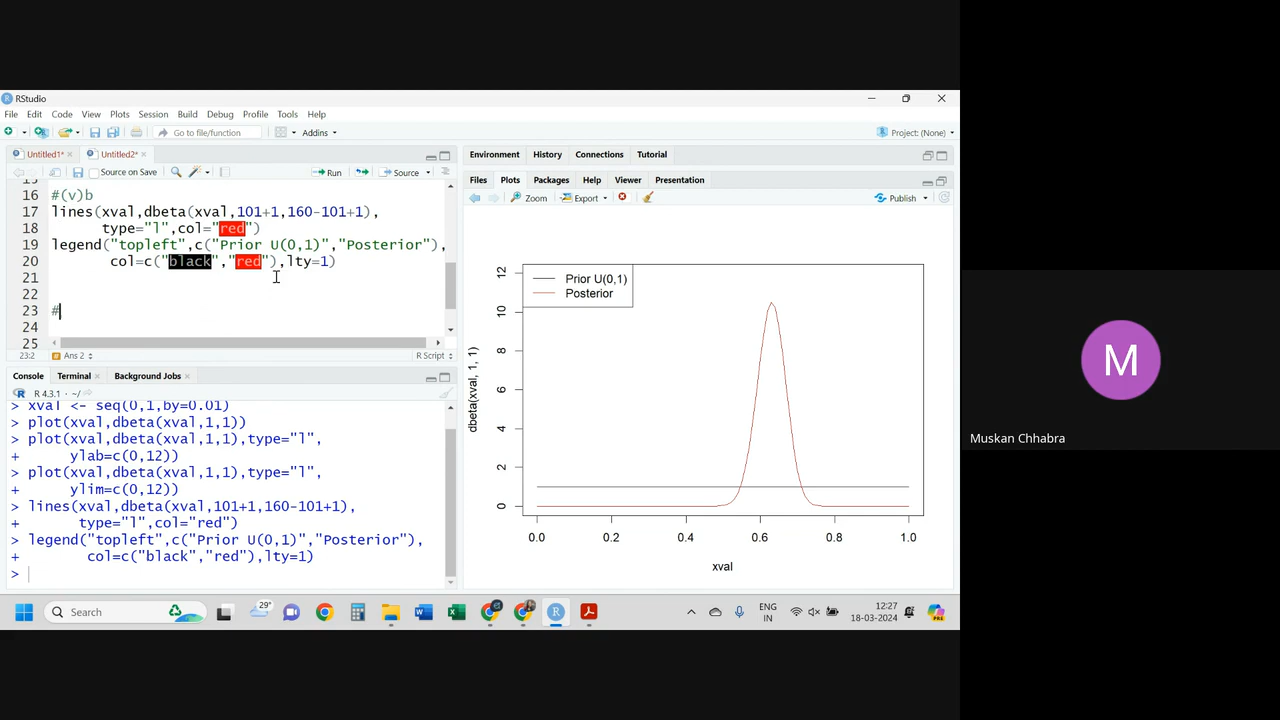 RStudio
File Edit Code View Plots Session Build Debug Profile Tools Help
Go to file/function Addins Project: (None)
Untitled1* Untitled2*
Source on Save Run Source
15
16 #(v)b
17 lines(xval,dbeta(xval,101+1,160-101+1),
18 type="l",col="red")
19 legend("topleft",c("Prior U(0,1)","Posterior"),
20 col=c("black","red"),lty=1)
21
22
23 #
24
25
23:2 Ans 2 R Script
Console Terminal Background Jobs
R 4.3.1 · ~/
> xval <- seq(0,1,by=0.01)
> plot(xval,dbeta(xval,1,1))
> plot(xval,dbeta(xval,1,1),type="l",
+ ylab=c(0,12))
> plot(xval,dbeta(xval,1,1),type="l",
+ ylim=c(0,12))
> lines(xval,dbeta(xval,101+1,160-101+1),
+ type="l",col="red")
> legend("topleft",c("Prior U(0,1)","Posterior"),
+ col=c("black","red"),lty=1)
>
Environment History Connections Tutorial
Files Plots Packages Help Viewer Presentation
Zoom Export Publish
Prior U(0,1)
Posterior
dbeta(xval, 1, 1)
12
10
8
6
4
2
0
0.0 0.2 0.4 0.6 0.8 1.0
xval
Search
29°
ENG
IN
12:27
18-03-2024
M
Muskan Chhabra